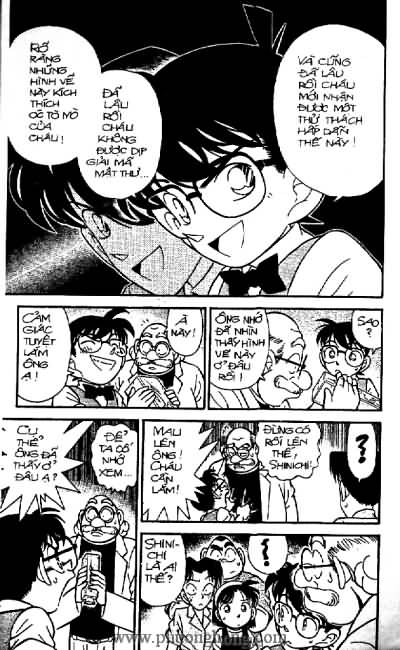 RÕ
RÀNG
NHỮNG
HÌNH VẼ
NÀY KÍCH
THÍCH
ÓC TÒ MÒ
CỦA
CHÁU!
ĐÃ
LÂU
RỒI
CHÁU
KHÔNG
ĐƯỢC DỊP
GIẢI MÃ
MẬT THƯ...
VÀ CŨNG
ĐÃ LÂU
RỒI CHÁU
MỚI NHẬN
ĐƯỢC MỘT
THỬ THÁCH
HẤP DẪN
THẾ NÀY!
CẢM
GIÁC
TUYỆT
LẮM
ÔNG
Ạ!
À
NÀY!
ÔNG NHỚ
ĐÃ NHÌN
THẤY HÌNH
VẼ NÀY
Ở ĐÂU
RỒI!
SAO
?
CỤ
THỂ
ÔNG ĐÃ
THẤY Ở
ĐÂU Ạ?
ĐỂ
TA CỐ
NHỚ
XEM...
MAU
LÊN
ÔNG!
CHÁU
CẦN
LẮM!
ĐỪNG CÓ
RỐI LÊN
THẾ,
SHINICHI!
!?
SHINI-
CHI
LÀ AI
THẾ?
!?